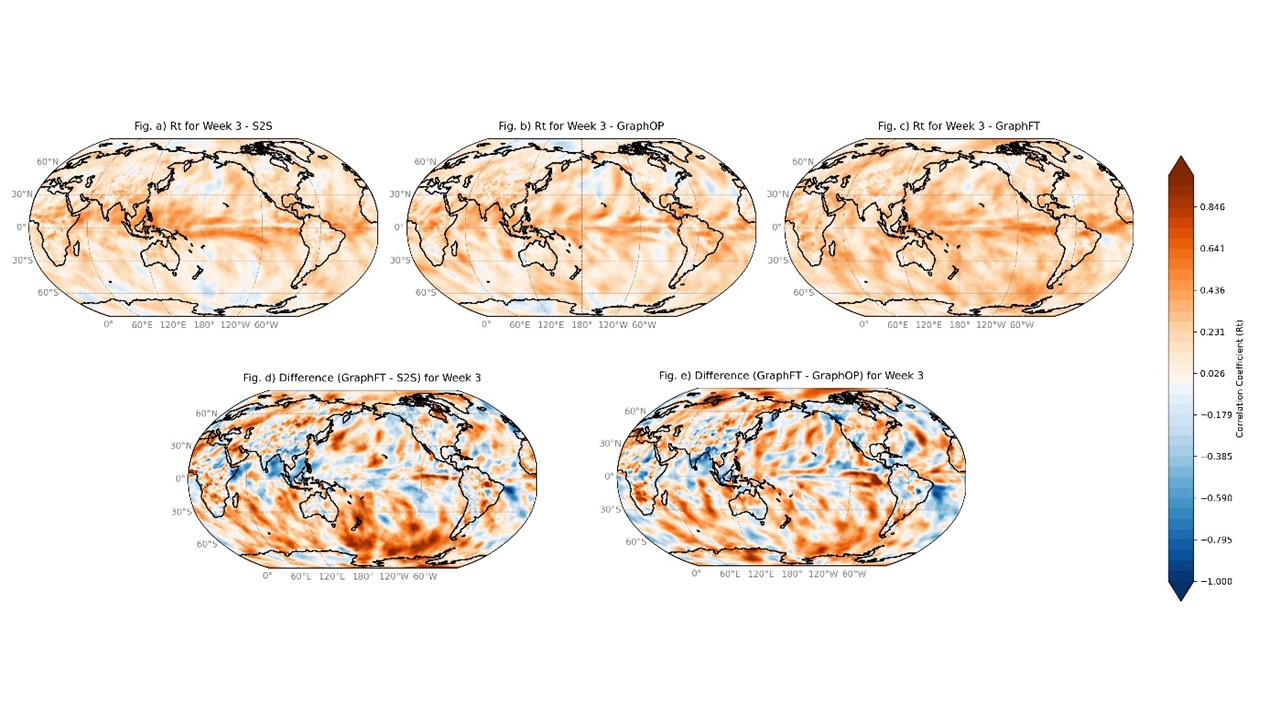 Fig. a) Rt for Week 3 - S2S
Fig. b) Rt for Week 3 - GraphOP
Fig. c) Rt for Week 3 - GraphFT
60°N
60°N
60°N
30°N
30°N
30°N
0°
0°
0°
30°S
30°S
30°S
60°S
60°S
60°S
0° 60°E 120°E 180° 120°W 60°W
0° 60°E 120°E 180° 120°W 60°W
0° 60°E 120°E 180° 120°W 60°W
Fig. d) Difference (GraphFT - S2S) for Week 3
Fig. e) Difference (GraphFT - GraphOP) for Week 3
60°N
60°N
30°N
30°N
0°
0°
30°S
30°S
60°S
60°S
0° 60°E 120°E 180° 120°W 60°W
0° 60°E 120°E 180° 120°W 60°W
0.846
0.641
0.436
0.231
0.026
−0.179
−0.385
−0.590
−0.795
−1.000
Correlation Coefficient (Rt)